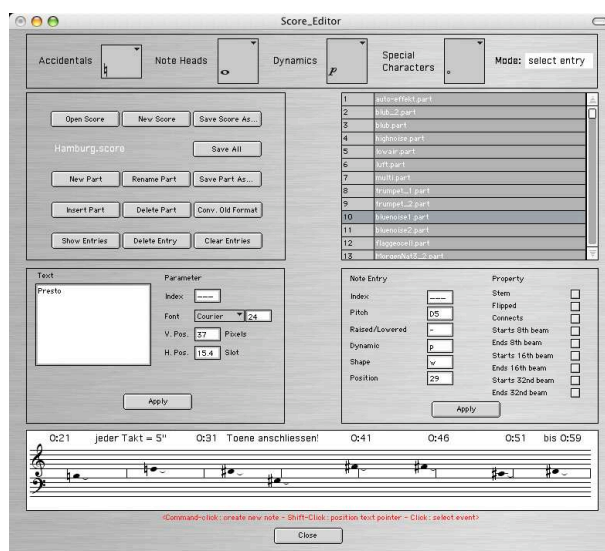 Score_Editor
Accidentals Note Heads Dynamics p Special Characters Mode: select entry
Open Score New Score Save Score As...
Hamburg.score Save All
New Part Rename Part Save Part As...
Insert Part Delete Part Conv. Old Format
Show Entries Delete Entry Clear Entries
1 auto-effekt.part
2 blub_2.part
3 blub.part
4 highnoise.part
5 lowair.part
6 luft.part
7 multi.part
8 trumpet_1.part
9 trumpet_2.part
10 bluenoise1.part
11 bluenoise2.part
12 flaggeoceil.part
13 MorgenNat3_2.part
Text
Presto
Parameter
Index ---
Font Courier 24
V. Pos. 37 Pixels
H. Pos. 15.4 Slot
Apply
Note Entry
Index ---
Pitch D5
Raised/Lowered -
Dynamic p
Shape w
Position 29
Property
Stem
Flipped
Connects
Starts 8th beam
Ends 8th beam
Starts 16th beam
Ends 16th beam
Starts 32nd beam
Ends 32nd beam
Apply
0:21 jeder Takt = 5" 0:31 Toene anschliessen! 0:41 0:46 0:51 bis 0:59
<Command-click: create new note - Shift-Click: position text pointer - Click: select event>
Close